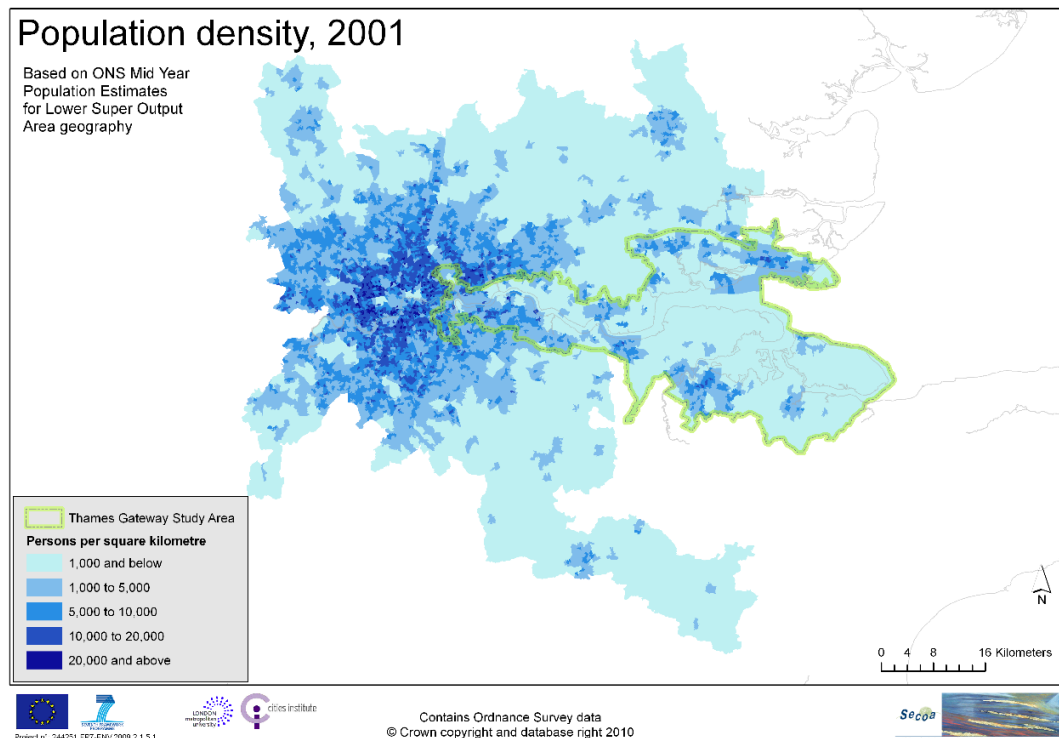 Population density, 2001
Based on ONS Mid Year
Population Estimates
for Lower Super Output
Area geography
Thames Gateway Study Area
Persons per square kilometre
1,000 and below
1,000 to 5,000
5,000 to 10,000
10,000 to 20,000
20,000 and above
N
0 4 8 16 Kilometers
LONDON
metropolitan
university
cities institute
Contains Ordnance Survey data
© Crown copyright and database right 2010
Secoa